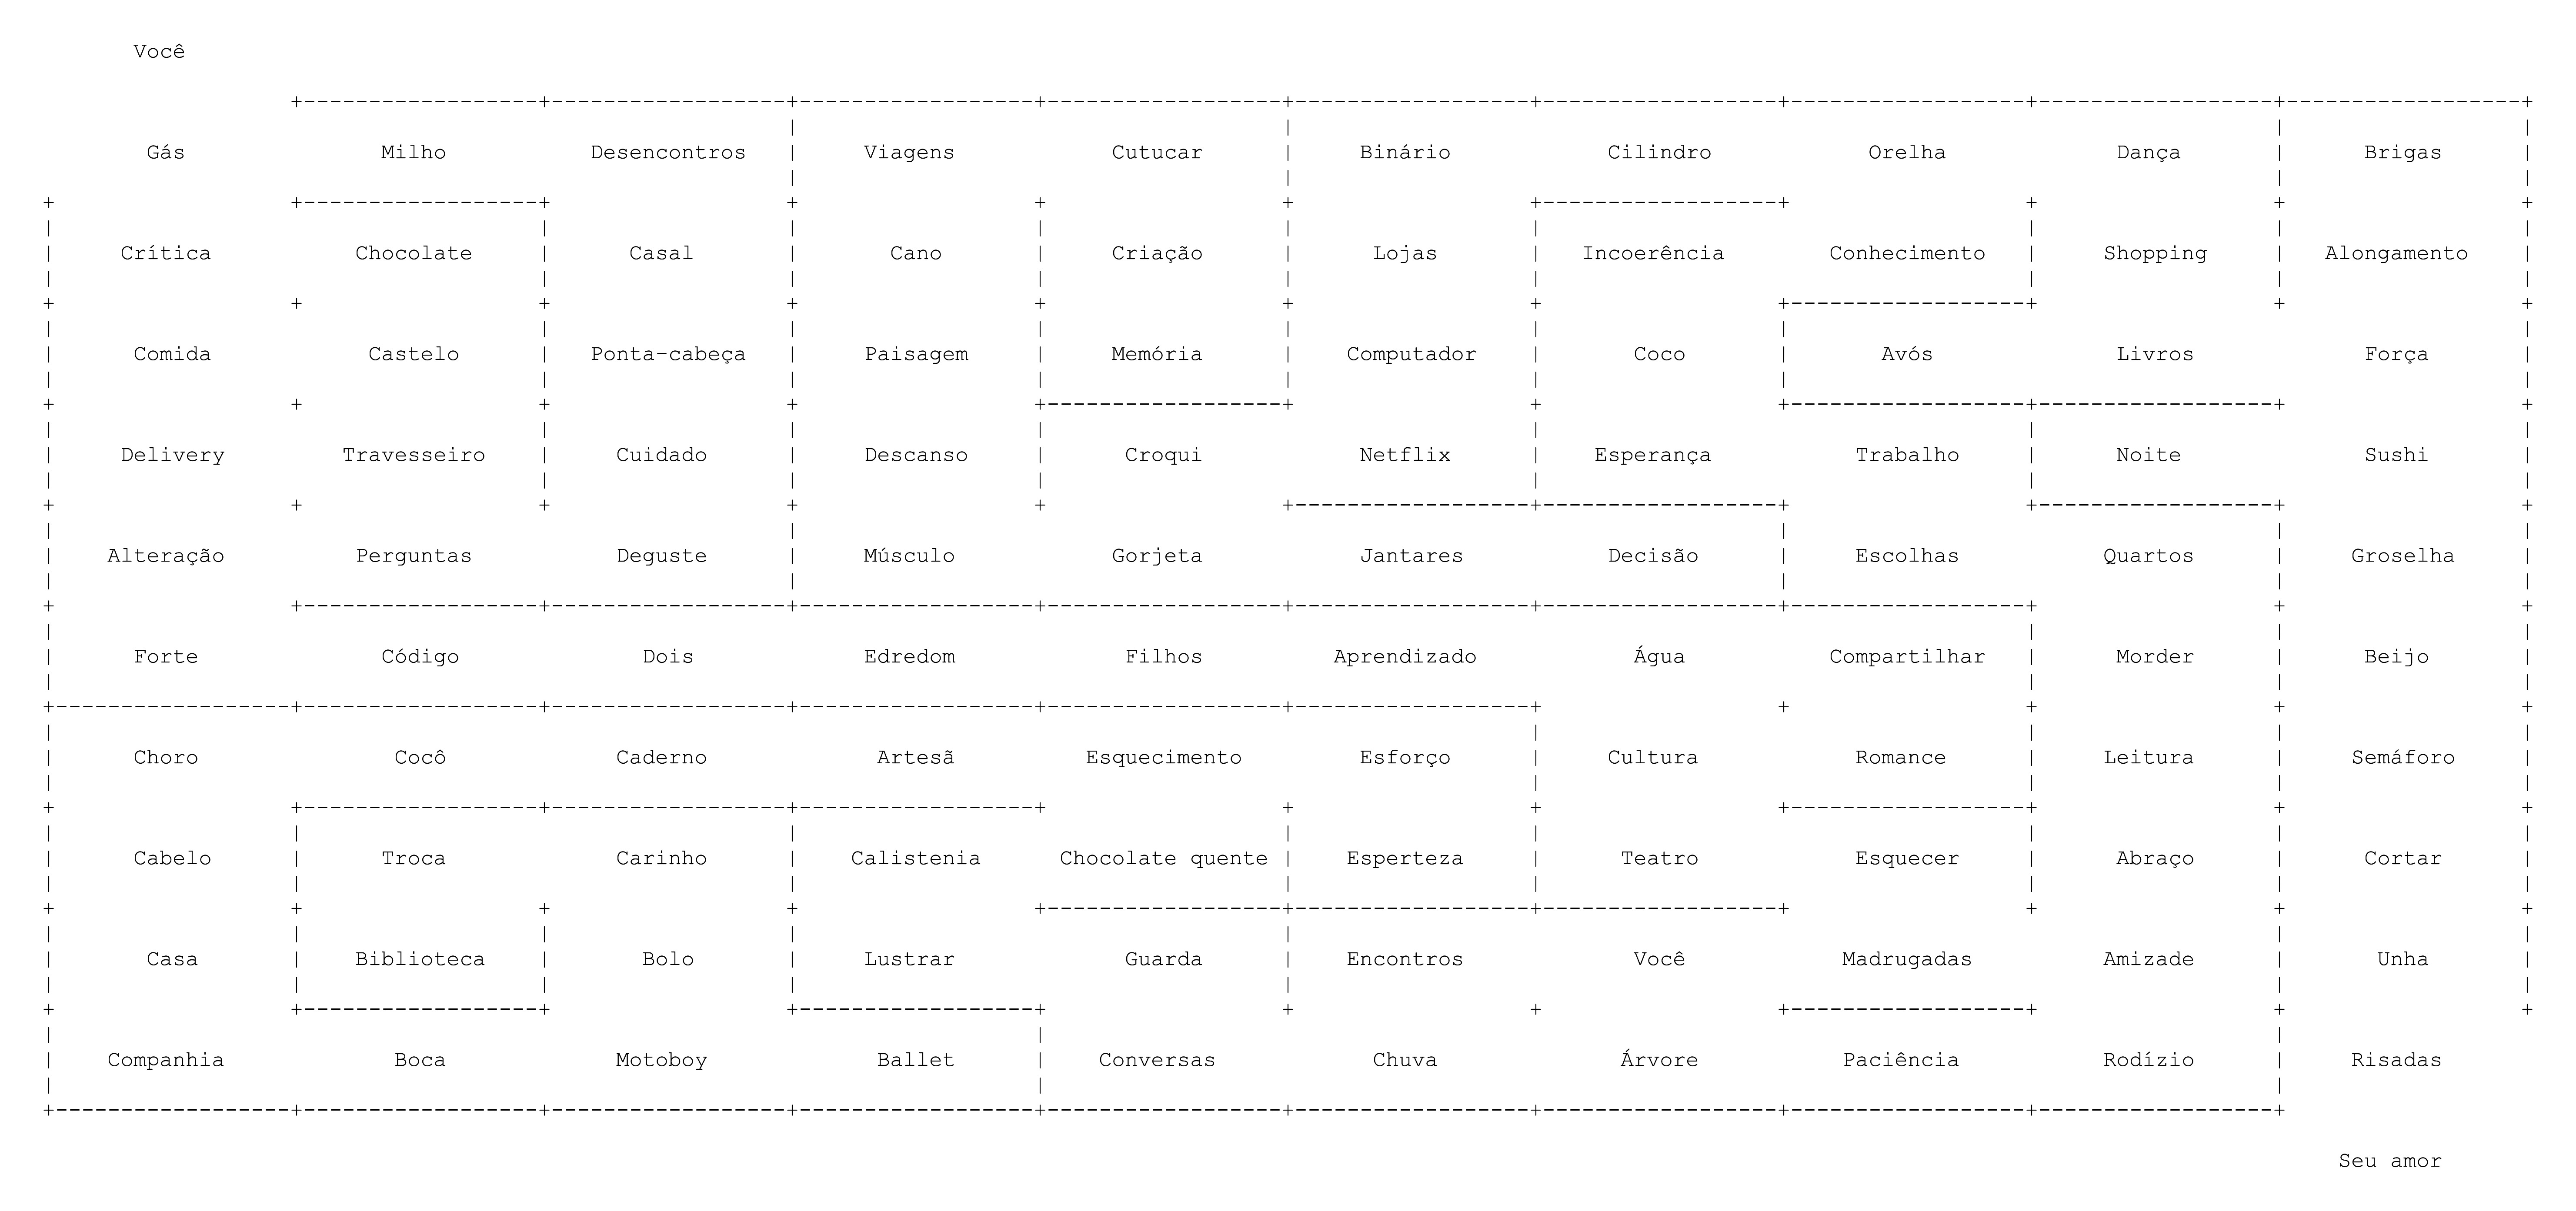 Você
Gás Milho Desencontros Viagens Cutucar Binário Cilindro Orelha Dança Brigas
Crítica Chocolate Casal Cano Criação Lojas Incoerência Conhecimento Shopping Alongamento
Comida Castelo Ponta-cabeça Paisagem Memória Computador Coco Avós Livros Força
Delivery Travesseiro Cuidado Descanso Croqui Netflix Esperança Trabalho Noite Sushi
Alteração Perguntas Deguste Músculo Gorjeta Jantares Decisão Escolhas Quartos Groselha
Forte Código Dois Edredom Filhos Aprendizado Água Compartilhar Morder Beijo
Choro Cocô Caderno Artesã Esquecimento Esforço Cultura Romance Leitura Semáforo
Cabelo Troca Carinho Calistenia Chocolate quente Esperteza Teatro Esquecer Abraço Cortar
Casa Biblioteca Bolo Lustrar Guarda Encontros Você Madrugadas Amizade Unha
Companhia Boca Motoboy Ballet Conversas Chuva Árvore Paciência Rodízio Risadas
Seu amor